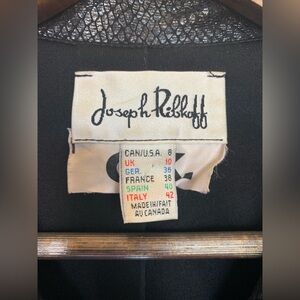 Joseph Ribkoff
CAN/U.S.A. 8
UK 10
GER. 36
FRANCE 38
SPAIN 40
ITALY 42
MADE IN/FAIT
AU CANADA